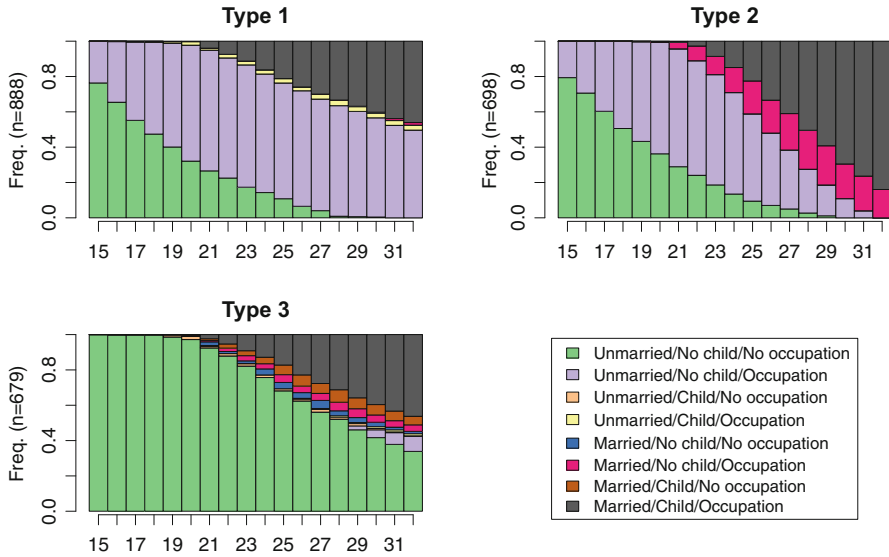 Type 1
Freq. (n=888)
0.0 0.4 0.8
15 17 19 21 23 25 27 29 31
Type 2
Freq. (n=698)
0.0 0.4 0.8
15 17 19 21 23 25 27 29 31
Type 3
Freq. (n=679)
0.0 0.4 0.8
15 17 19 21 23 25 27 29 31
Unmarried/No child/No occupation
Unmarried/No child/Occupation
Unmarried/Child/No occupation
Unmarried/Child/Occupation
Married/No child/No occupation
Married/No child/Occupation
Married/Child/No occupation
Married/Child/Occupation